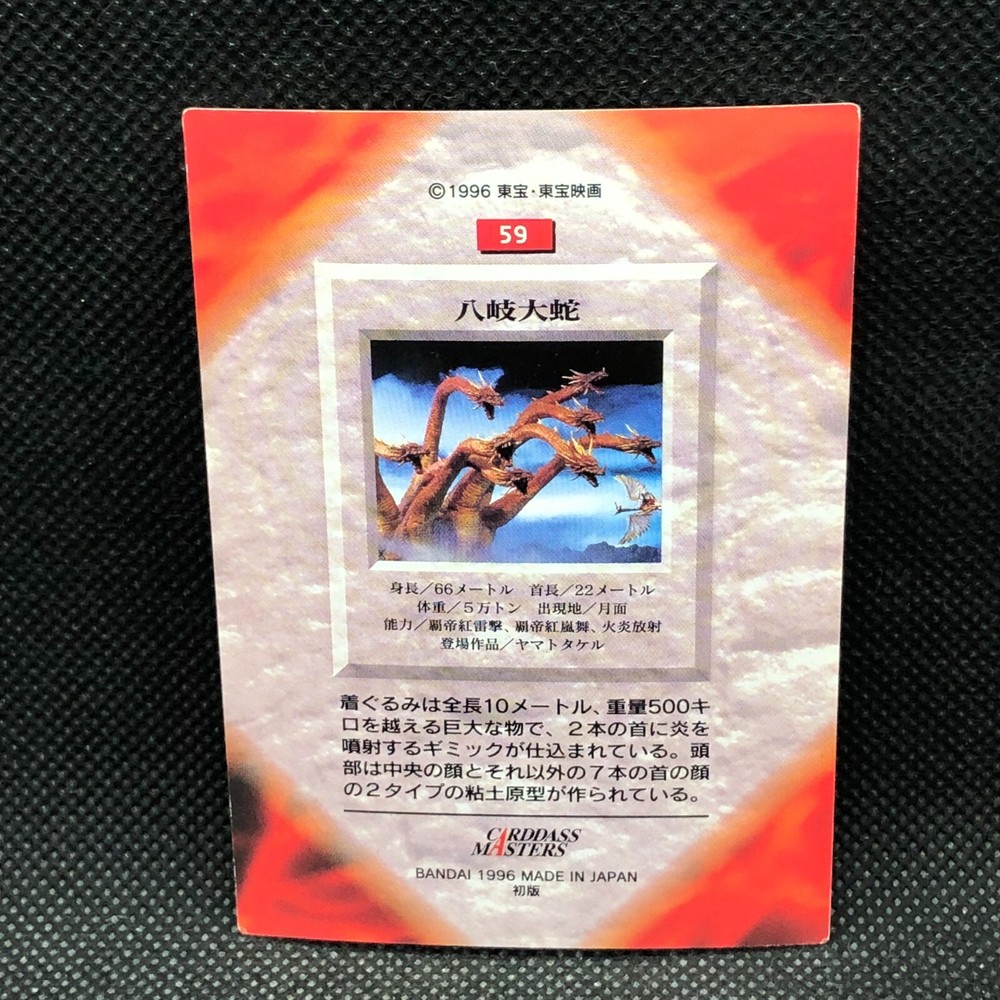 ©1996 東宝・東宝映画
59
八岐大蛇
身長／66メートル　首長／22メートル
体重／５万トン　出現地／月面
能力／覇帝紅雷撃、覇帝紅嵐舞、火炎放射
登場作品／ヤマトタケル
着ぐるみは全長10メートル、重量500キ
ロを越える巨大な物で、２本の首に炎を
噴射するギミックが仕込まれている。頭
部は中央の顔とそれ以外の７本の首の顔
の２タイプの粘土原型が作られている。
CARDDASS
MASTERS
BANDAI 1996 MADE IN JAPAN
初版